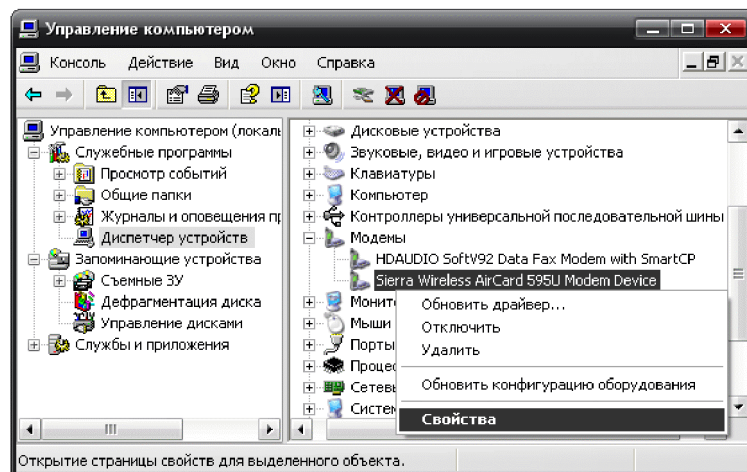 Управление компьютером
Консоль Действие Вид Окно Справка
Управление компьютером (локаль
Служебные программы
Просмотр событий
Общие папки
Журналы и оповещения пр
Диспетчер устройств
Запоминающие устройства
Съемные ЗУ
Дефрагментация диска
Управление дисками
Службы и приложения
Дисковые устройства
Звуковые, видео и игровые устройства
Клавиатуры
Компьютер
Контроллеры универсальной последовательной шины
Модемы
HDAUDIO SoftV92 Data Fax Modem with SmartCP
Sierra Wireless AirCard 595U Modem Device
Монито
Мыши
Порты
Процес
Сетевы
Систем
Обновить драйвер...
Отключить
Удалить
Обновить конфигурацию оборудования
Свойства
Открытие страницы свойств для выделенного объекта.